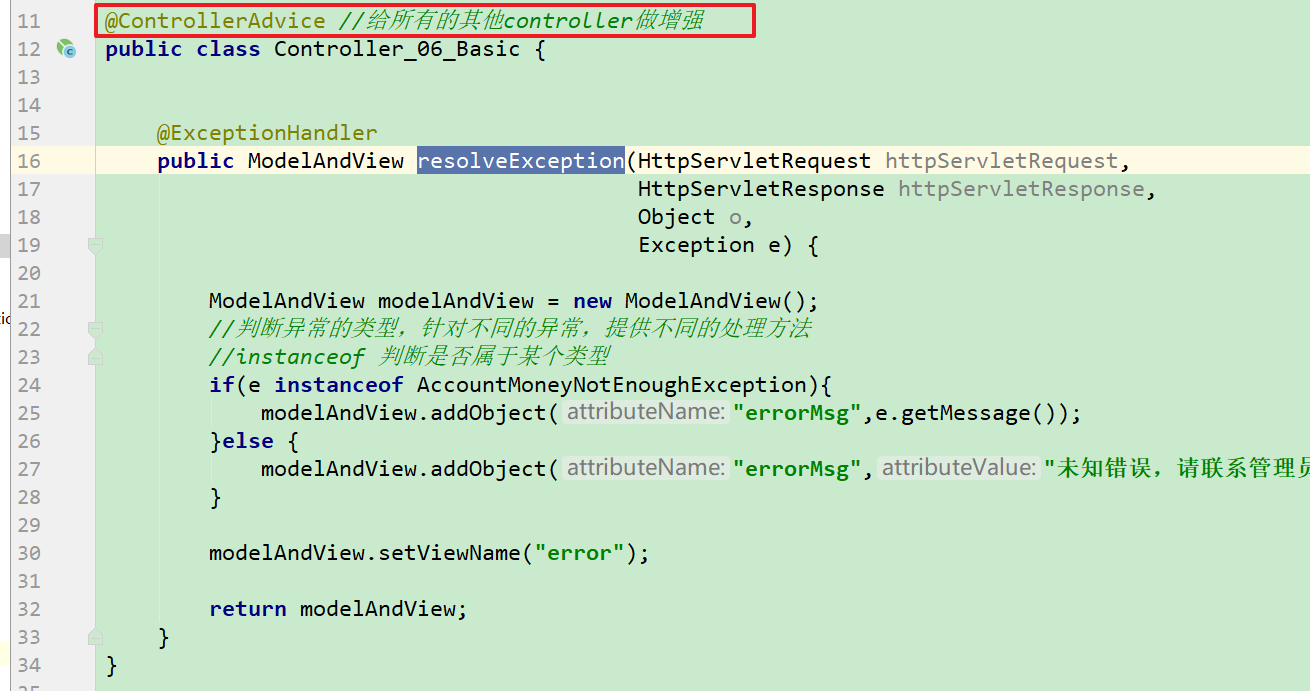 11 @ControllerAdvice //给所有的其他controller做增强
12 public class Controller_06_Basic {
13
14
15 @ExceptionHandler
16 public ModelAndView resolveException(HttpServletRequest httpServletRequest,
17 HttpServletResponse httpServletResponse,
18 Object o,
19 Exception e) {
20
21 ModelAndView modelAndView = new ModelAndView();
22 //判断异常的类型，针对不同的异常，提供不同的处理方法
23 //instanceof 判断是否属于某个类型
24 if(e instanceof AccountMoneyNotEnoughException){
25 modelAndView.addObject( attributeName: "errorMsg",e.getMessage());
26 }else {
27 modelAndView.addObject( attributeName: "errorMsg", attributeValue: "未知错误，请联系管理员
28 }
29
30 modelAndView.setViewName("error");
31
32 return modelAndView;
33 }
34 }